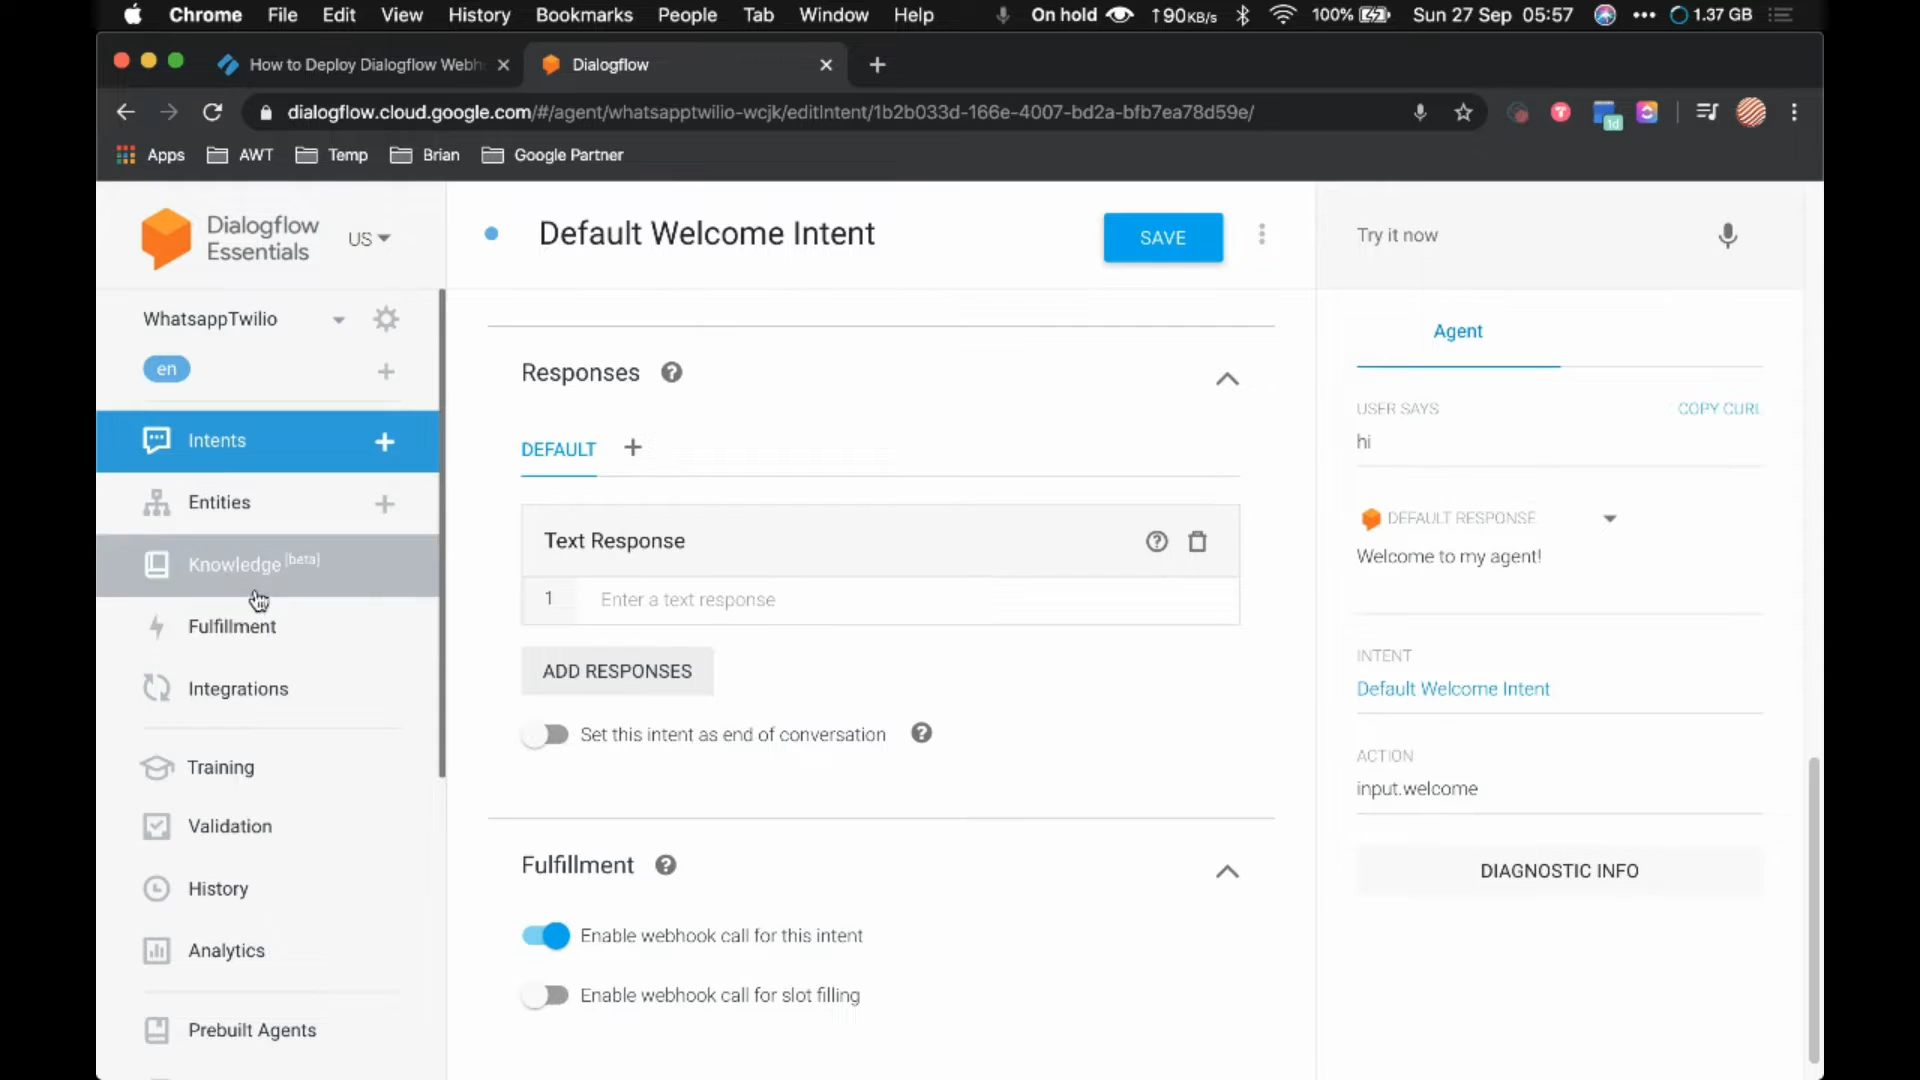 Chrome File Edit View History Bookmarks People Tab Window Help On hold ↑90KB/s 100% Sun 27 Sep 05:57 ••• 1.37 GB
How to Deploy Dialogflow Webh
Dialogflow
dialogflow.cloud.google.com/#/agent/whatsapptwilio-wcjk/editIntent/1b2b033d-166e-4007-bd2a-bfb7ea78d59e/
1d
Apps AWT Temp Brian Google Partner
Dialogflow
Essentials
US
WhatsappTwilio
en
Intents
Entities
Knowledge [beta]
Fulfillment
Integrations
Training
Validation
History
Analytics
Prebuilt Agents
Default Welcome Intent
SAVE
Responses
DEFAULT
Text Response
1 Enter a text response
ADD RESPONSES
Set this intent as end of conversation
Fulfillment
Enable webhook call for this intent
Enable webhook call for slot filling
Try it now
Agent
USER SAYS
COPY CURL
hi
DEFAULT RESPONSE
Welcome to my agent!
INTENT
Default Welcome Intent
ACTION
input.welcome
DIAGNOSTIC INFO